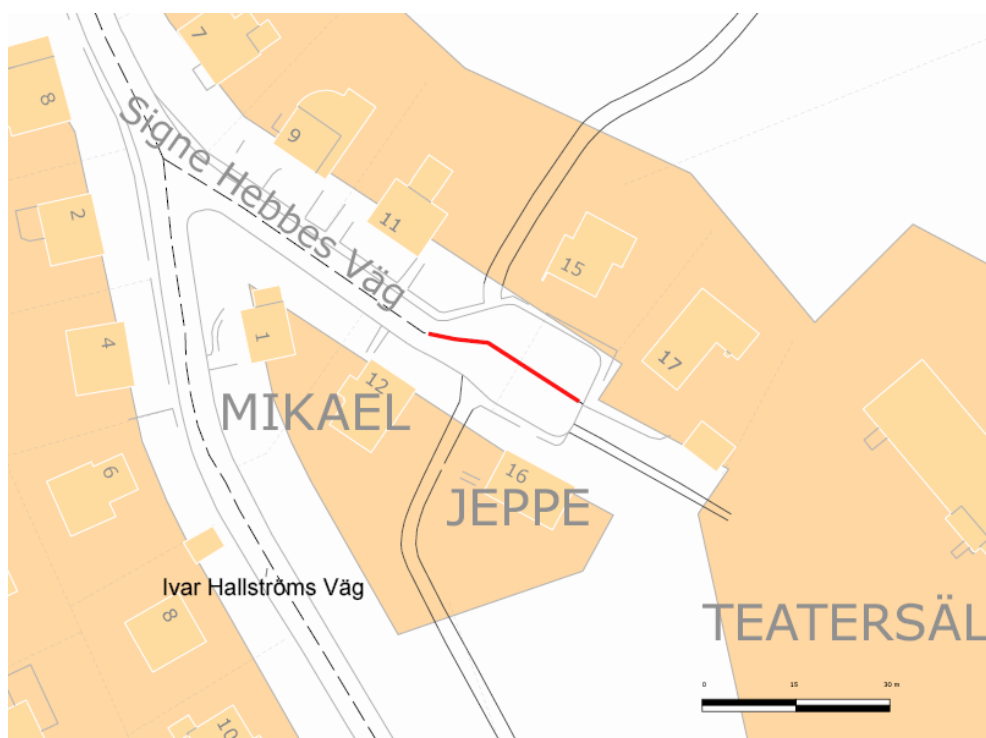 7
8
9
Signe Hebbes Väg
2
11
15
1
4
17
12
MIKAEL
6
16
JEPPE
Ivar Hallströms Väg
8
TEATERSÄL
0 15 30 m
10